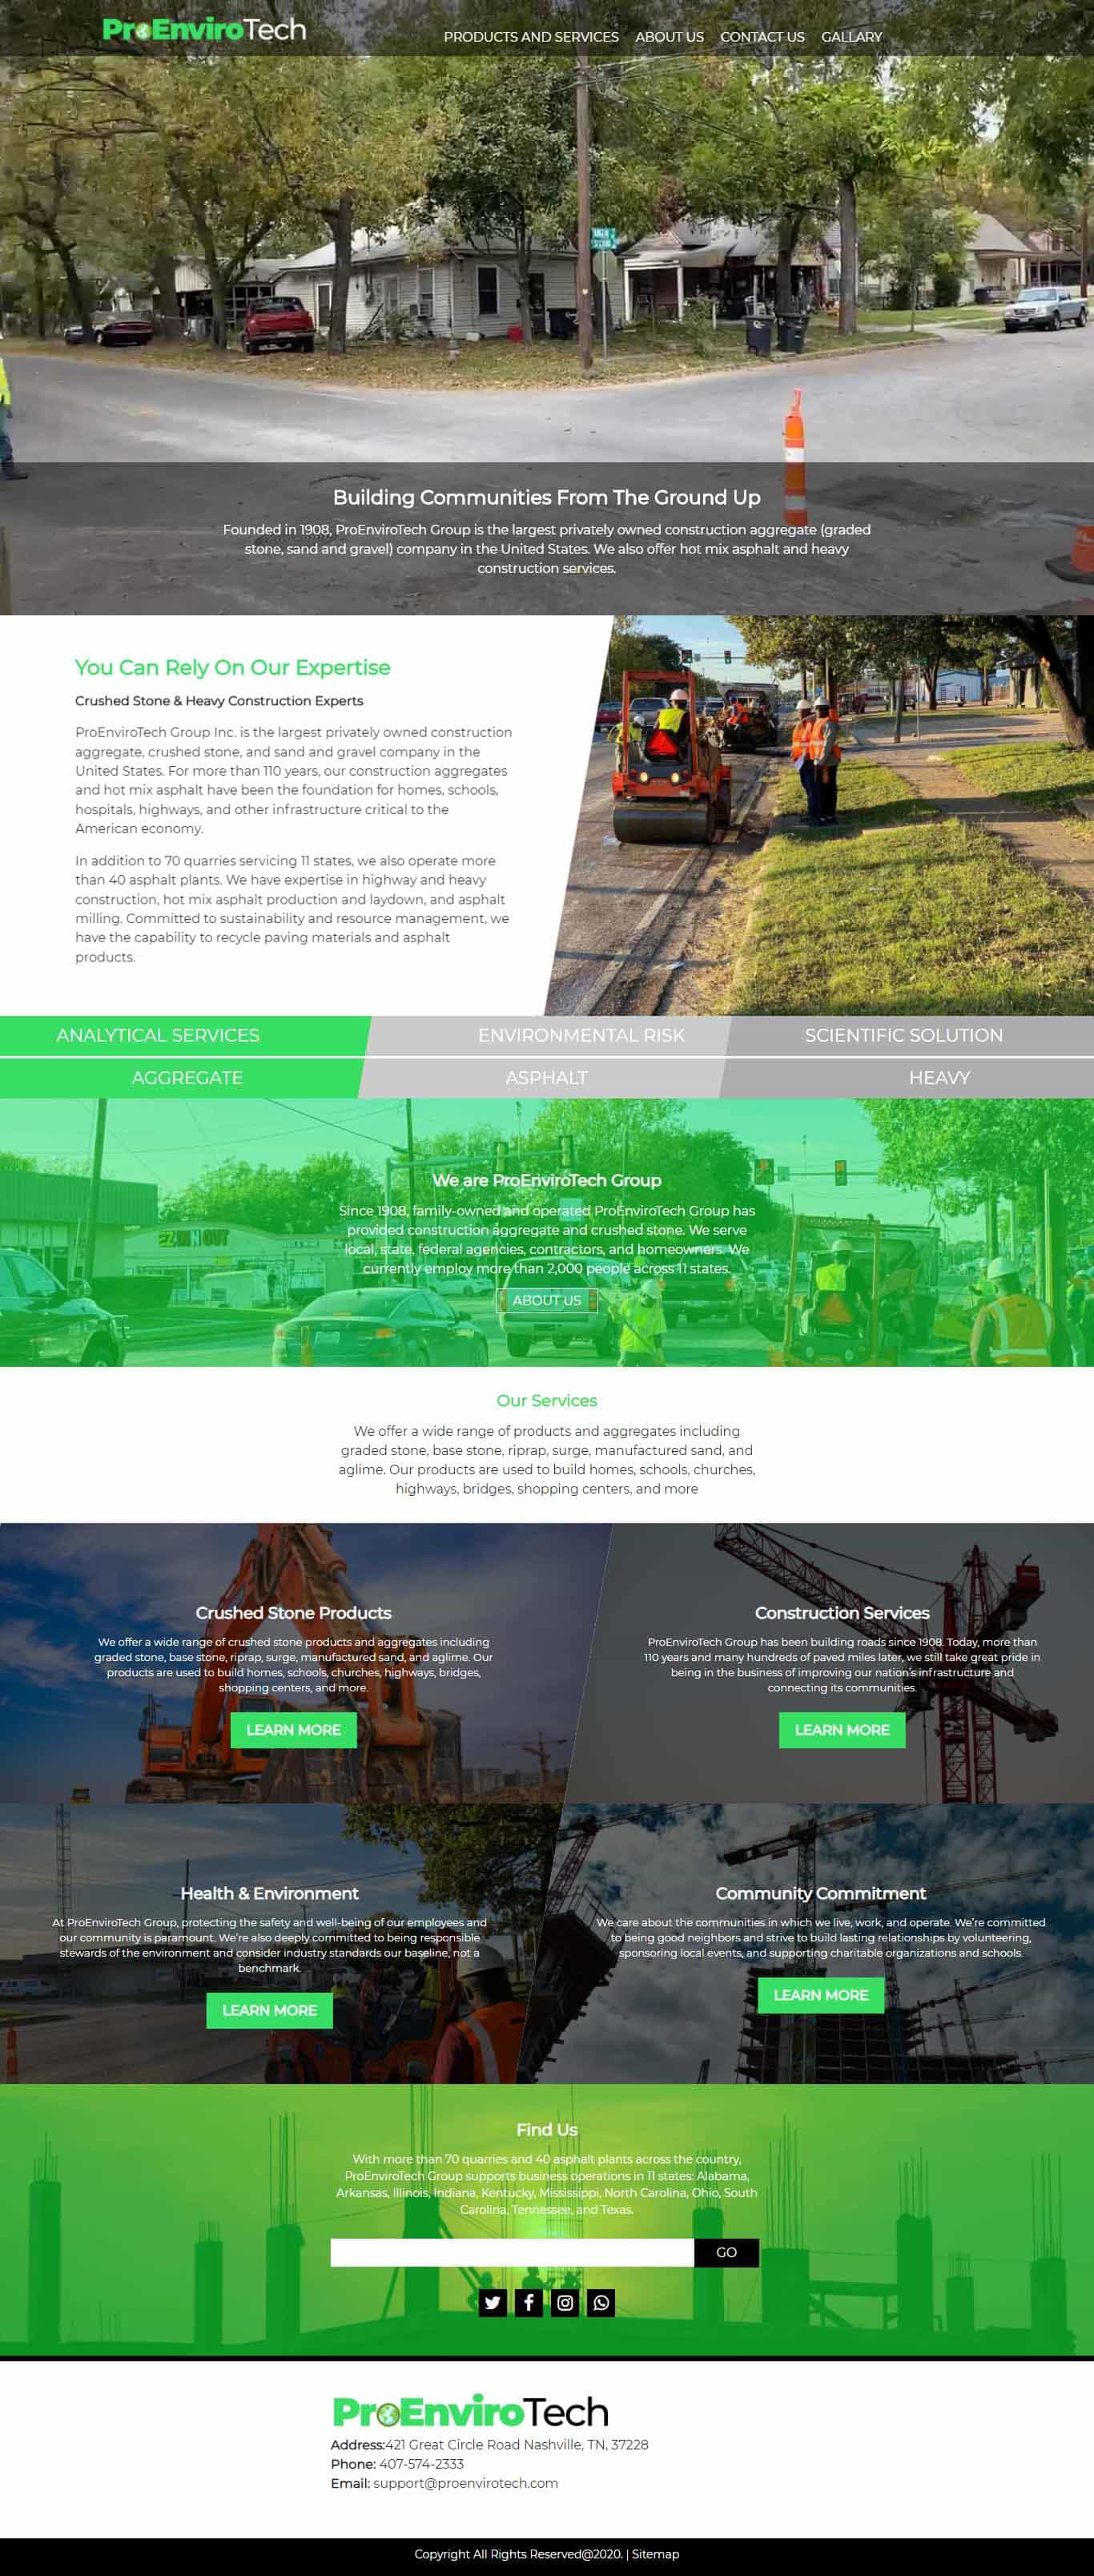 ProEnviroTech
PRODUCTS AND SERVICES ABOUT US CONTACT US GALLARY
Building Communities From The Ground Up
Founded in 1908, ProEnviroTech Group is the largest privately owned construction aggregate (graded
stone, sand and gravel) company in the United States. We also offer hot mix asphalt and heavy
construction services.
You Can Rely On Our Expertise
Crushed Stone & Heavy Construction Experts
ProEnviroTech Group Inc. is the largest privately owned construction
aggregate, crushed stone, and sand and gravel company in the
United States. For more than 110 years, our construction aggregates
and hot mix asphalt have been the foundation for homes, schools,
hospitals, highways, and other infrastructure critical to the
American economy.
In addition to 70 quarries servicing 11 states, we also operate more
than 40 asphalt plants. We have expertise in highway and heavy
construction, hot mix asphalt production and laydown, and asphalt
milling. Committed to sustainability and resource management, we
have the capability to recycle paving materials and asphalt
products.
ANALYTICAL SERVICES ENVIRONMENTAL RISK SCIENTIFIC SOLUTION
AGGREGATE ASPHALT HEAVY
We are ProEnviroTech Group
Since 1908, family-owned and operated ProEnviroTech Group has
provided construction aggregate and crushed stone. We serve
local, state, federal agencies, contractors, and homeowners. We
currently employ more than 2,000 people across 11 states.
ABOUT US
Our Services
We offer a wide range of products and aggregates including
graded stone, base stone, riprap, surge, manufactured sand, and
aglime. Our products are used to build homes, schools, churches,
highways, bridges, shopping centers, and more
Crushed Stone Products
We offer a wide range of crushed stone products and aggregates including
graded stone, base stone, riprap, surge, manufactured sand, and aglime. Our
products are used to build homes, schools, churches, highways, bridges,
shopping centers, and more.
LEARN MORE
Construction Services
ProEnviroTech Group has been building roads since 1908. Today, more than
110 years and many hundreds of paved miles later, we still take great pride in
being in the business of improving our nation's infrastructure and
connecting its communities.
LEARN MORE
Health & Environment
At ProEnviroTech Group, protecting the safety and well-being of our employees and
our community is paramount. We're also deeply committed to being responsible
stewards of the environment and consider industry standards our baseline, not a
benchmark.
LEARN MORE
Community Commitment
We care about the communities in which we live, work, and operate. We're committed
to being good neighbors and strive to build lasting relationships by volunteering,
sponsoring local events, and supporting charitable organizations and schools.
LEARN MORE
Find Us
With more than 70 quarries and 40 asphalt plants across the country,
ProEnviroTech Group supports business operations in 11 states: Alabama,
Arkansas, Illinois, Indiana, Kentucky, Mississippi, North Carolina, Ohio, South
Carolina, Tennessee, and Texas.
GO
ProEnviroTech
Address:421 Great Circle Road Nashville, TN, 37228
Phone: 407-574-2333
Email: support@proenvirotech.com
Copyright All Rights Reserved@2020. | Sitemap